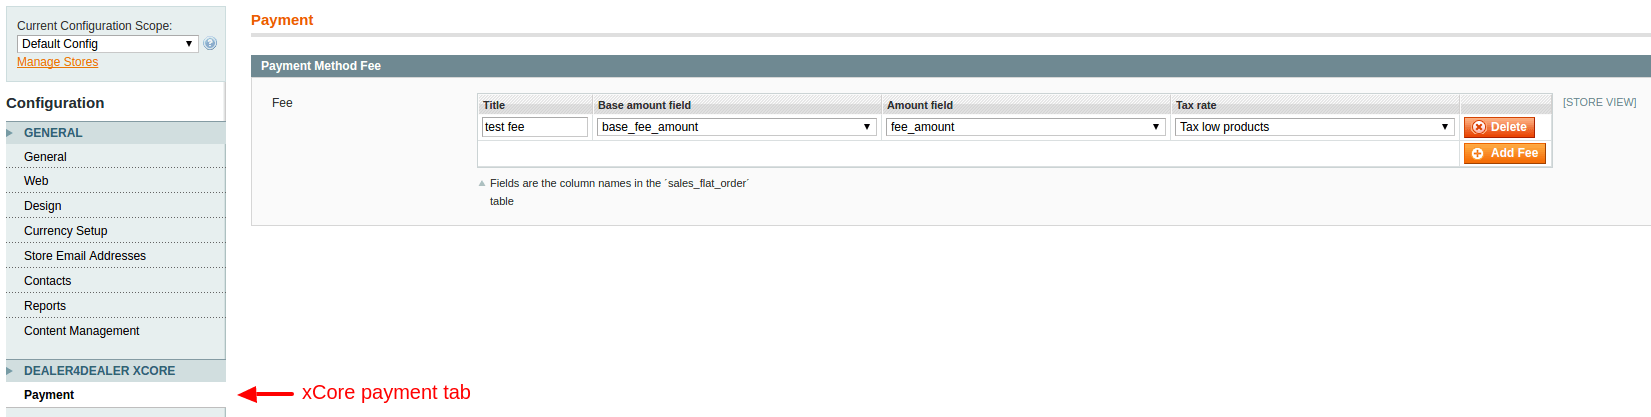 Current Configuration Scope:
Default Config
Manage Stores
Configuration
GENERAL
General
Web
Design
Currency Setup
Store Email Addresses
Contacts
Reports
Content Management
DEALER4DEALER XCORE
Payment
xCore payment tab
Payment
Payment Method Fee
Fee
Title Base amount field Amount field Tax rate
test fee base_fee_amount fee_amount Tax low products Delete
Add Fee
[STORE VIEW]
Fields are the column names in the ´sales_flat_order´
table